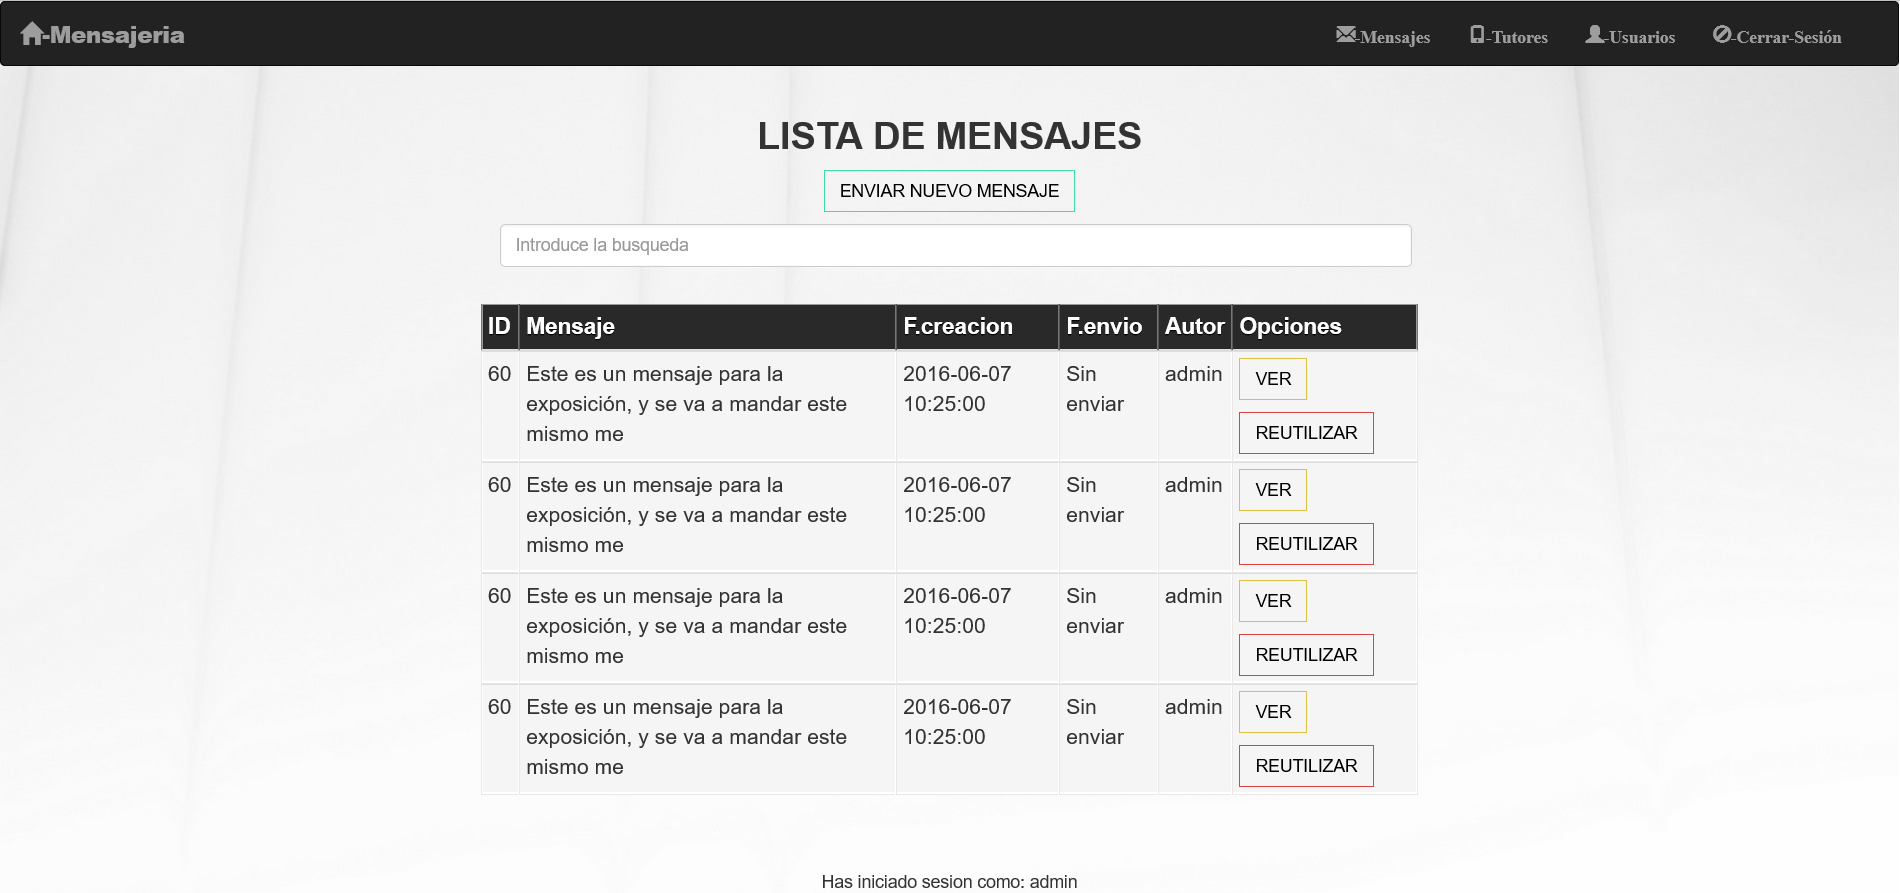 -Mensajeria
-Mensajes -Tutores -Usuarios -Cerrar-Sesión
LISTA DE MENSAJES
ENVIAR NUEVO MENSAJE
Introduce la busqueda
ID Mensaje F.creacion F.envio Autor Opciones
60 Este es un mensaje para la 2016-06-07 Sin admin VER
exposición, y se va a mandar este 10:25:00 enviar
mismo me REUTILIZAR
60 Este es un mensaje para la 2016-06-07 Sin admin VER
exposición, y se va a mandar este 10:25:00 enviar
mismo me REUTILIZAR
60 Este es un mensaje para la 2016-06-07 Sin admin VER
exposición, y se va a mandar este 10:25:00 enviar
mismo me REUTILIZAR
60 Este es un mensaje para la 2016-06-07 Sin admin VER
exposición, y se va a mandar este 10:25:00 enviar
mismo me REUTILIZAR
Has iniciado sesion como: admin